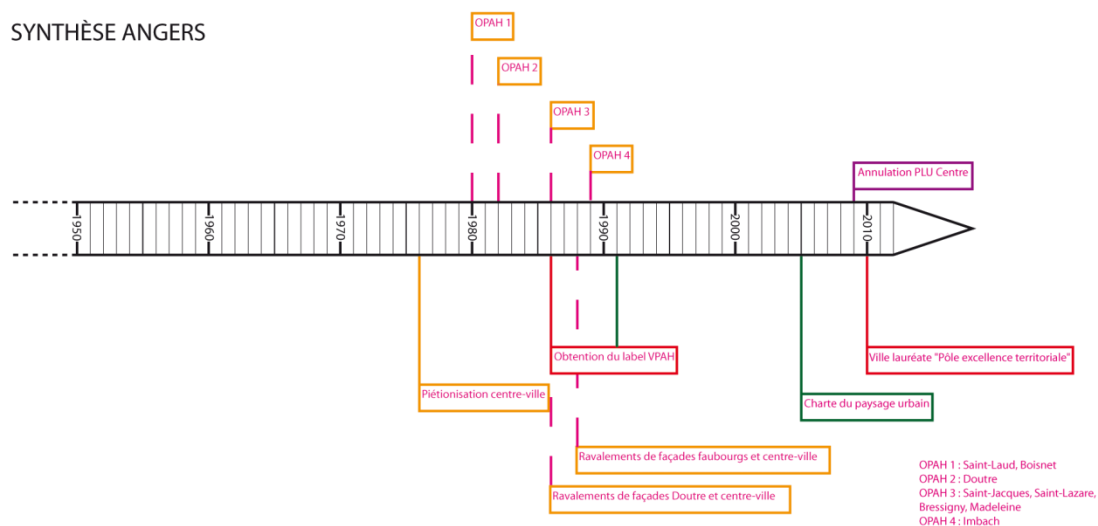 SYNTHÈSE ANGERS
OPAH 1
OPAH 2
OPAH 3
OPAH 4
Annulation PLU Centre
1950
1960
1970
1980
1990
2000
2010
Obtention du label VPAH
Ville lauréate "Pôle excellence territoriale"
Piétionisation centre-ville
Charte du paysage urbain
Ravalements de façades faubourgs et centre-ville
Ravalements de façades Doutre et centre-ville
OPAH 1 : Saint-Laud, Boisnet
OPAH 2 : Doutre
OPAH 3 : Saint-Jacques, Saint-Lazare,
Bressigny, Madeleine
OPAH 4 : Imbach